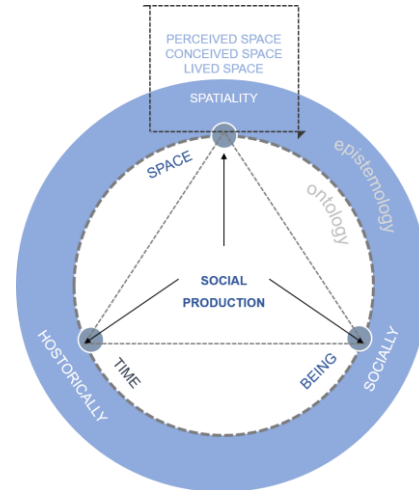 PERCEIVED SPACE
CONCEIVED SPACE
LIVED SPACE
SPATIALITY
epistemology
SPACE
ontology
SOCIAL
PRODUCTION
HOSTORICALLY
TIME
BEING
SOCIALLY